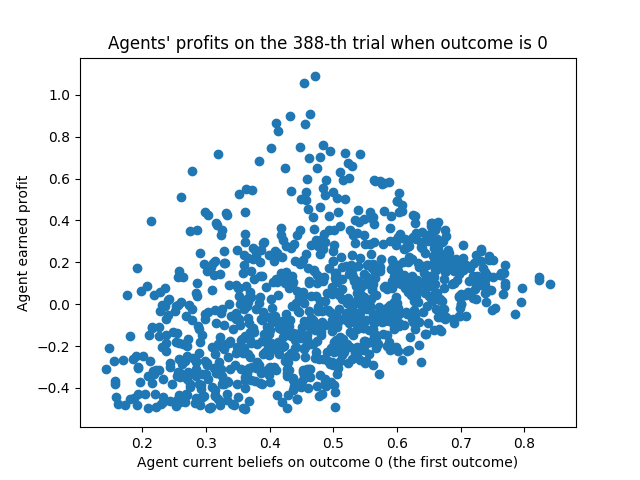 Agents' profits on the 388-th trial when outcome is 0
1.0
0.8
0.6
0.4
0.2
0.0
−0.2
−0.4
Agent earned profit
0.2 0.3 0.4 0.5 0.6 0.7 0.8
Agent current beliefs on outcome 0 (the first outcome)